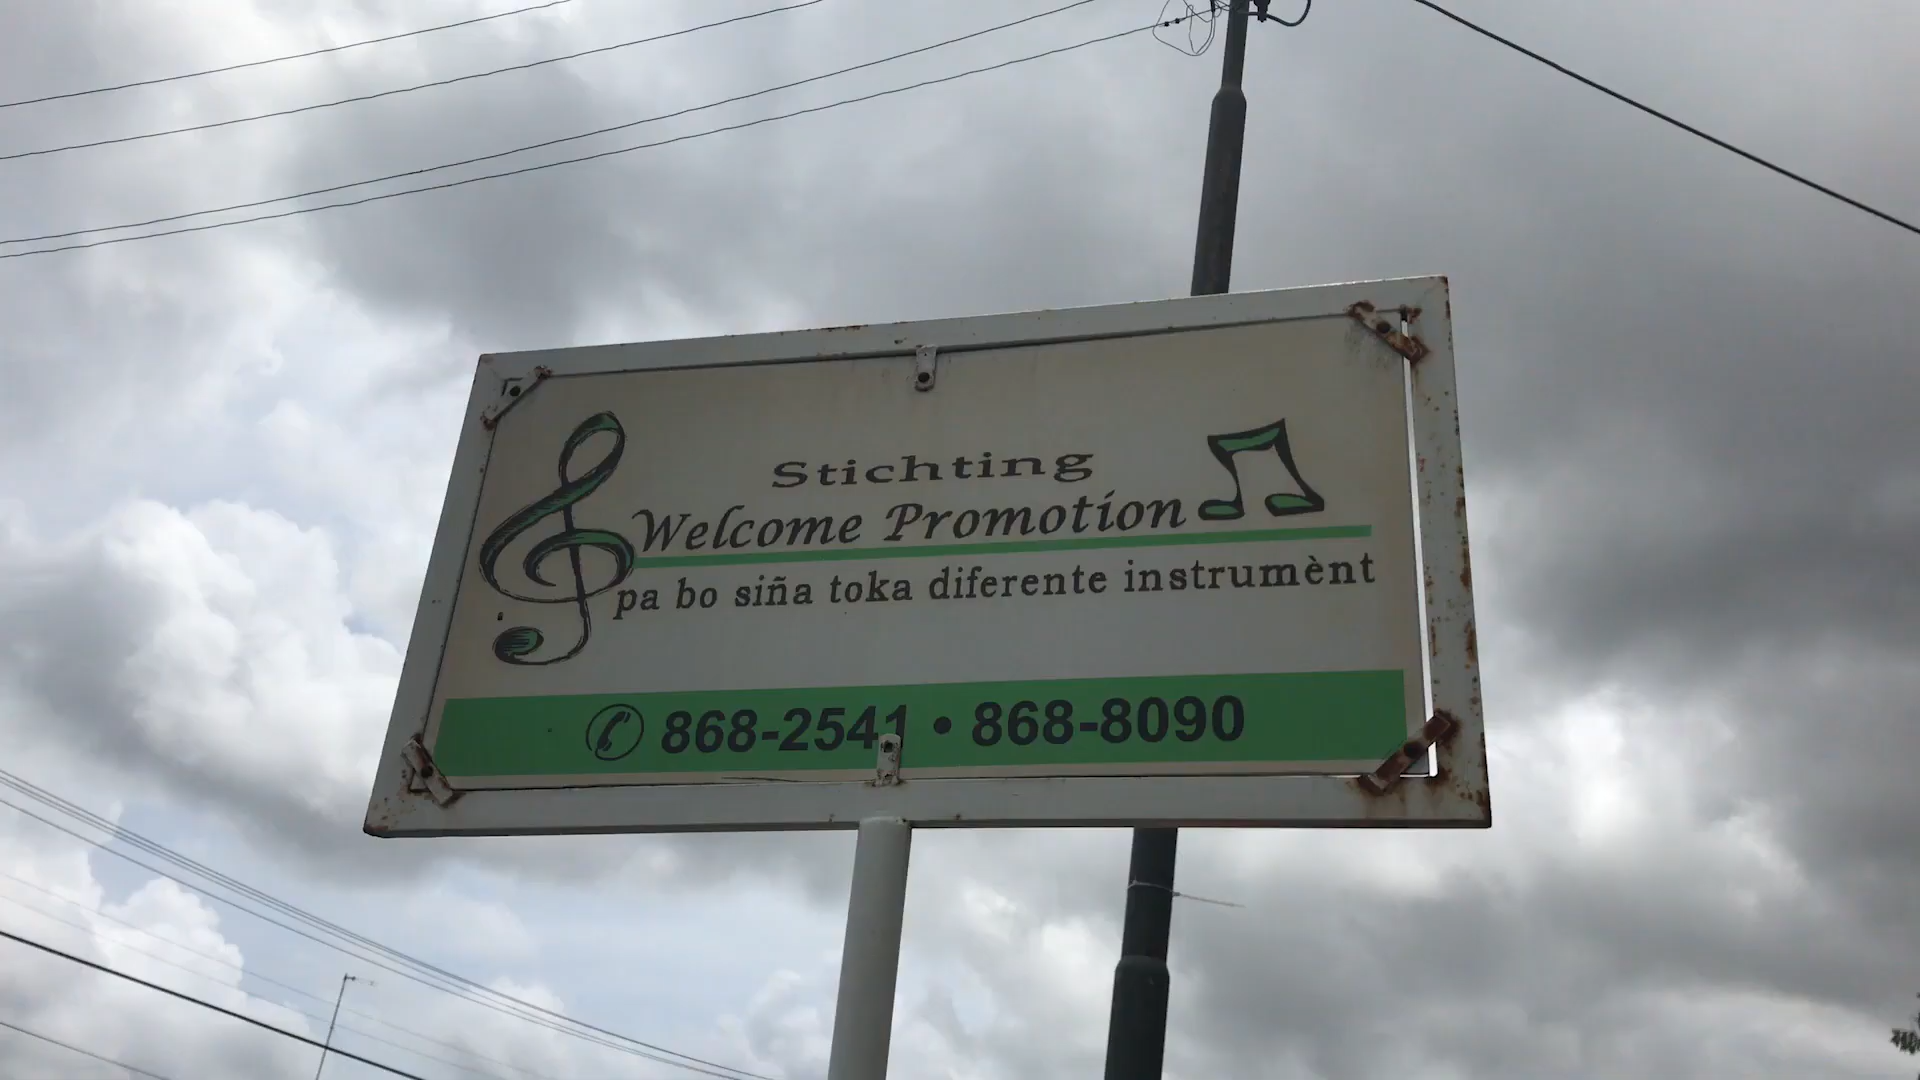 Stichting
Welcome Promotion
pa bo siña toka diferente instrumènt
868-2541 • 868-8090